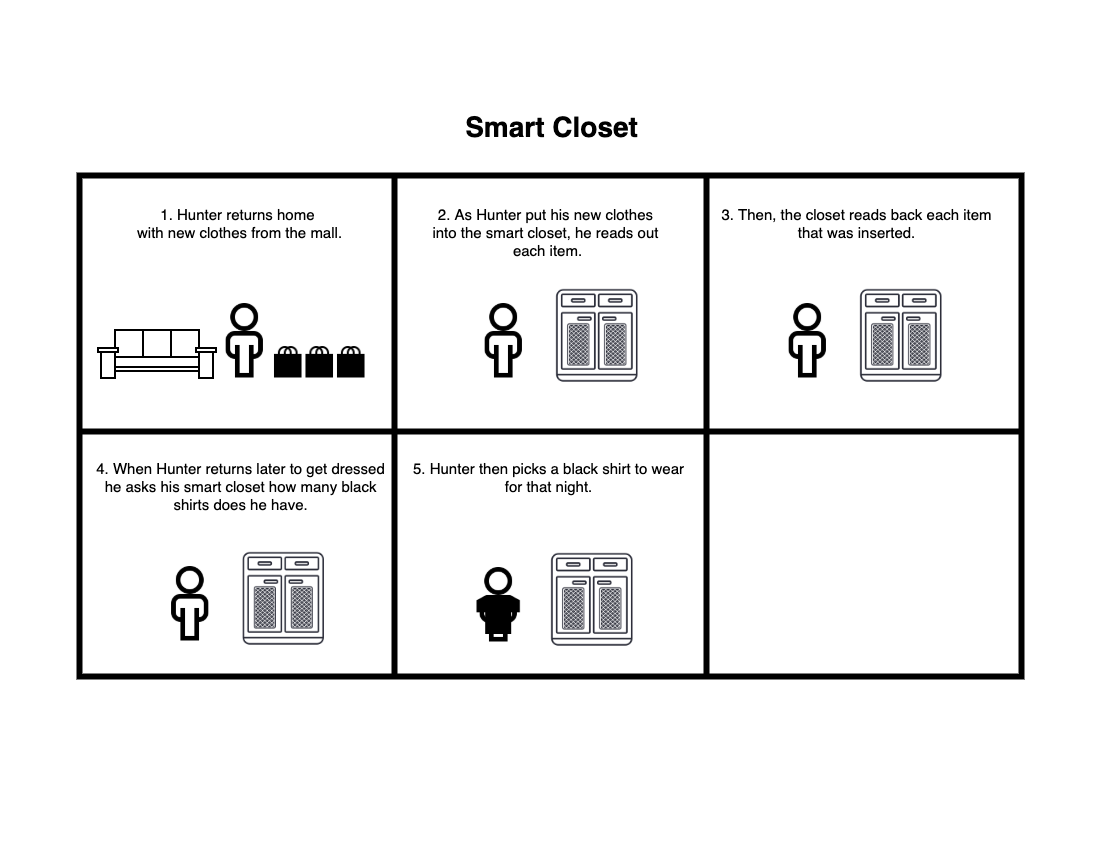 Smart Closet
1. Hunter returns home
with new clothes from the mall.
2. As Hunter put his new clothes
into the smart closet, he reads out
each item.
3. Then, the closet reads back each item
that was inserted.
4. When Hunter returns later to get dressed
he asks his smart closet how many black
shirts does he have.
5. Hunter then picks a black shirt to wear
for that night.